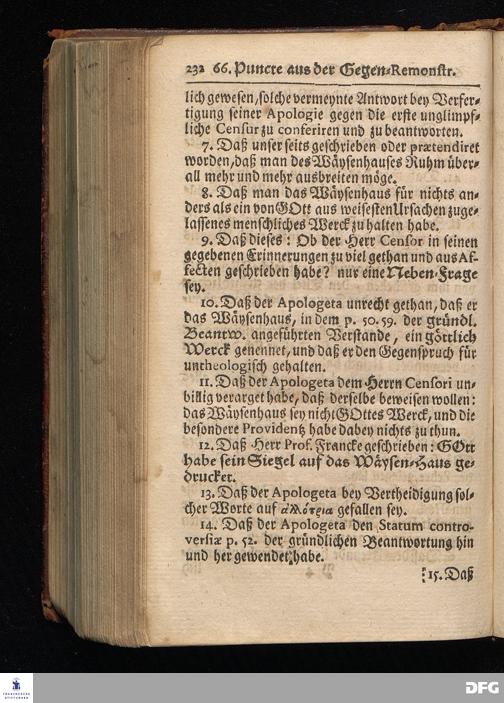 232 66. Puncte aus der Gegen-Remonstr.
lich gewesen, solche vermeynte Antwort bey Verfer-
tigung seiner Apologie gegen die erste unglimpf-
liche Censur zu conferiren und zu beantworten.
7. Daß unser seits geschrieben oder prætendiret
worden, daß man des Wäysenhauses Ruhm über-
all mehr und mehr ausbreiten möge.
8. Daß man das Wäysenhaus für nichts an-
ders als ein von GOtt aus weisesten Ursachen zuge-
lassenes menschliches Werck zu halten habe.
9. Daß dieses: Ob der Herr Censor in seinen
gegebenen Erinnerungen zu viel gethan und aus Af-
fecten geschrieben habe? nur eine Neben-Frage
sey.
10. Daß der Apologeta unrecht gethan, daß er
das Wäysenhaus, in dem p. 50. 59. der gründl.
Beantw. angeführten Verstande, ein göttlich
Werck genennet, und daß er den Gegenspruch für
untheologisch gehalten.
11. Daß der Apologeta dem Herrn Censori un-
billig verarget habe, daß derselbe beweisen wollen:
das Wäysenhaus sey nicht GOttes Werck, und die
besondere Providentz habe dabey nichts zu thun.
12. Daß Herr Prof. Francke geschrieben: GOtt
habe sein Siegel auf das Wäysen-Haus ge-
drucket.
13. Daß der Apologeta bey Vertheidigung sol-
cher Worte auf ἀλλότρια gefallen sey.
14. Daß der Apologeta den Statum contro-
versiæ p. 52. der gründlichen Beantwortung hin
und her gewendet habe.
15. Daß
FRANCKESCHE
STIFTUNGEN
DFG